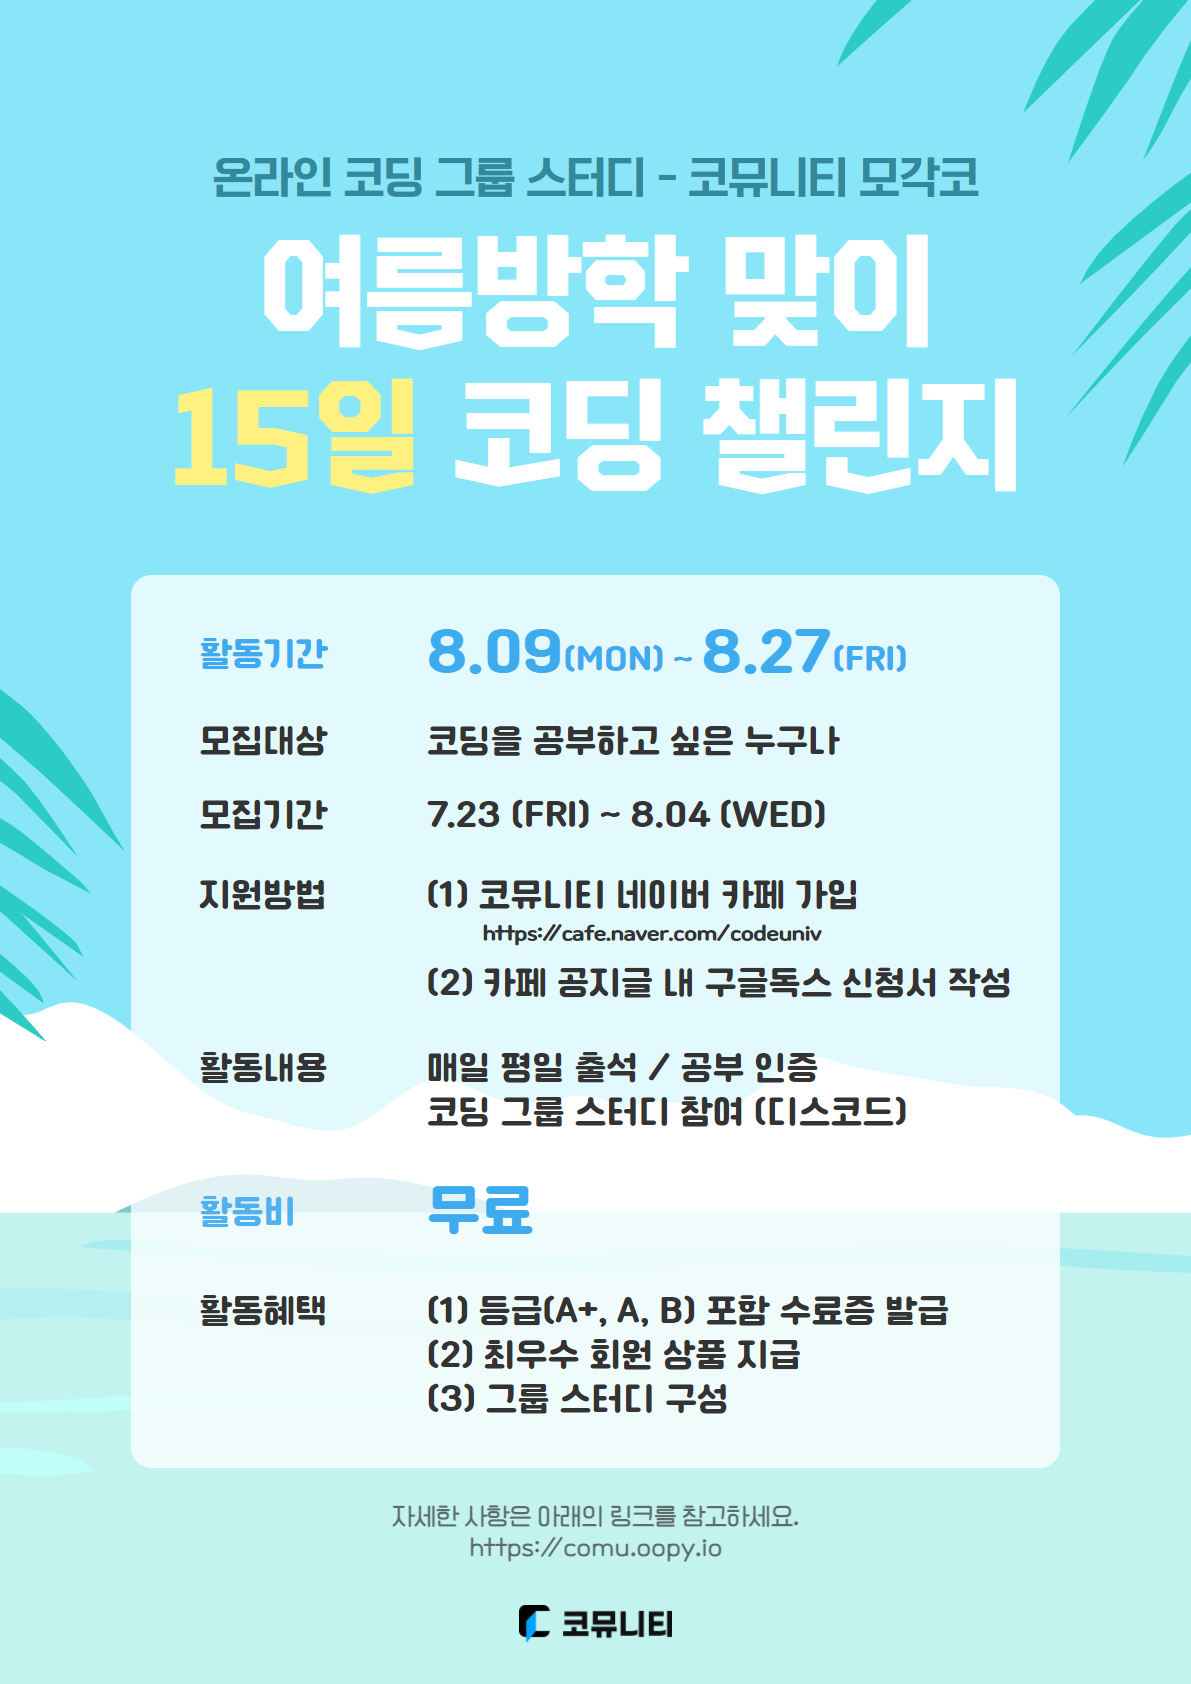 온라인 코딩 그룹 스터디 - 코뮤니티 모각코
여름방학 맞이
15일 코딩 챌린지
활동기간 8.09(MON) ~ 8.27(FRI)
모집대상 코딩을 공부하고 싶은 누구나
모집기간 7.23 (FRI) ~ 8.04 (WED)
지원방법 (1) 코뮤니티 네이버 카페 가입
https://cafe.naver.com/codeuniv
(2) 카페 공지글 내 구글독스 신청서 작성
활동내용 매일 평일 출석 / 공부 인증
코딩 그룹 스터디 참여 (디스코드)
활동비 무료
활동혜택 (1) 등급(A+, A, B) 포함 수료증 발급
(2) 최우수 회원 상품 지급
(3) 그룹 스터디 구성
자세한 사항은 아래의 링크를 참고하세요.
https://comu.oopy.io
코뮤니티